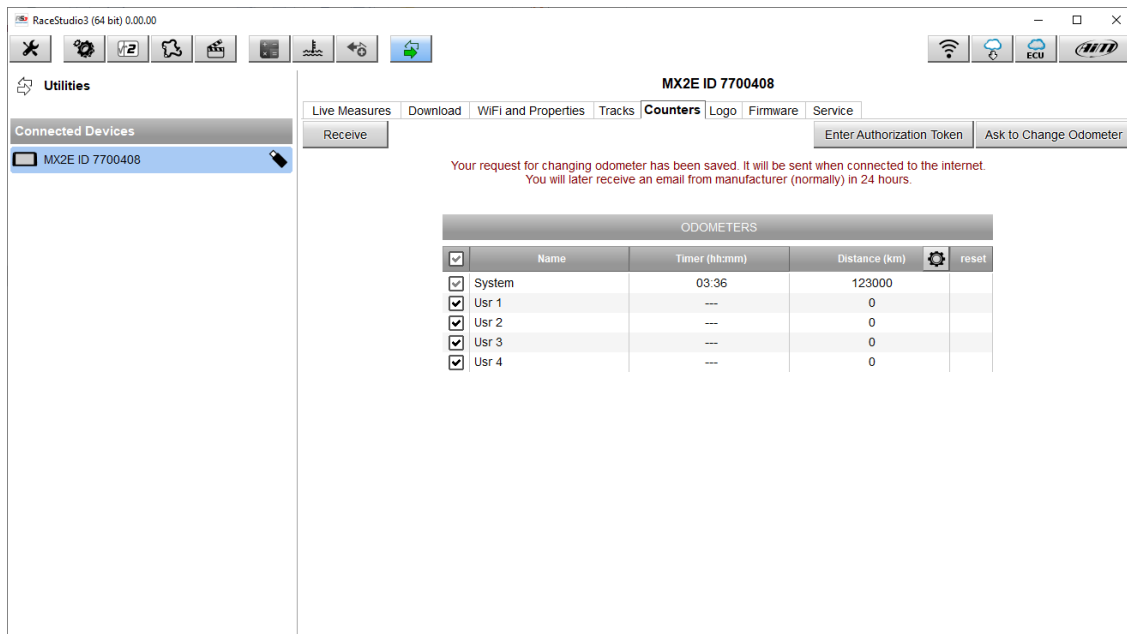 RaceStudio3 (64 bit) 0.00.00
ECU
AiM
Utilities
MX2E ID 7700408
Live Measures Download WiFi and Properties Tracks Counters Logo Firmware Service
Connected Devices
Receive Enter Authorization Token Ask to Change Odometer
MX2E ID 7700408
Your request for changing odometer has been saved. It will be sent when connected to the internet.
You will later receive an email from manufacturer (normally) in 24 hours.
ODOMETERS
Name Timer (hh:mm) Distance (km) reset
System 03:36 123000
Usr 1 --- 0
Usr 2 --- 0
Usr 3 --- 0
Usr 4 --- 0